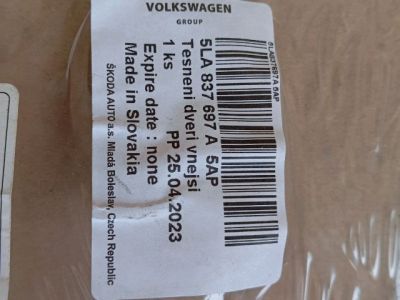 VOLKSWAGEN
GROUP
5LA837697A 5AP
5LA 837 697 A 5AP
Tesneni dveri vnejsi
1 ks PP 25.04.2023
Expire date : none
Made in Slovakia
ŠKODA AUTO a.s. Mladá Boleslav, Czech Republic